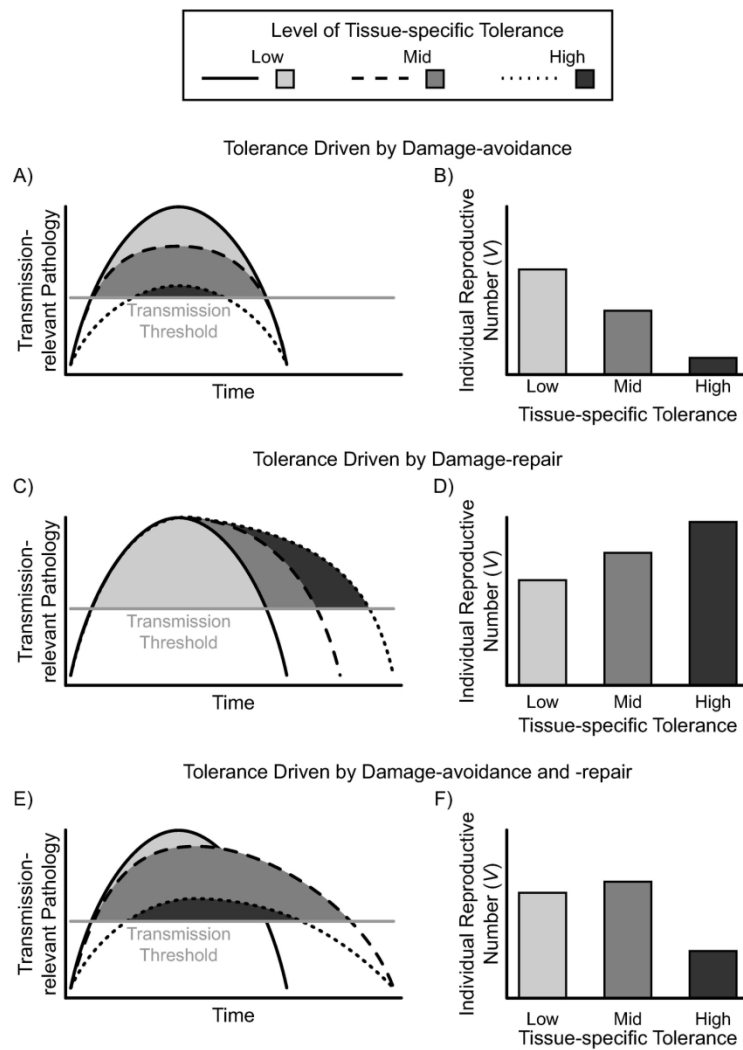 Level of Tissue-specific Tolerance
Low Mid High
Tolerance Driven by Damage-avoidance
A)
Transmission-
relevant Pathology
Transmission
Threshold
Time
B)
Individual Reproductive
Number (V)
Low Mid High
Tissue-specific Tolerance
Tolerance Driven by Damage-repair
C)
Transmission-
relevant Pathology
Transmission
Threshold
Time
D)
Individual Reproductive
Number (V)
Low Mid High
Tissue-specific Tolerance
Tolerance Driven by Damage-avoidance and -repair
E)
Transmission-
relevant Pathology
Transmission
Threshold
Time
F)
Individual Reproductive
Number (V)
Low Mid High
Tissue-specific Tolerance